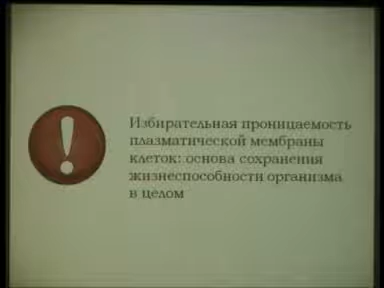 Избирательная проницаемость
плазматической мембраны
клеток: основа сохранения
жизнеспособности организма
в целом